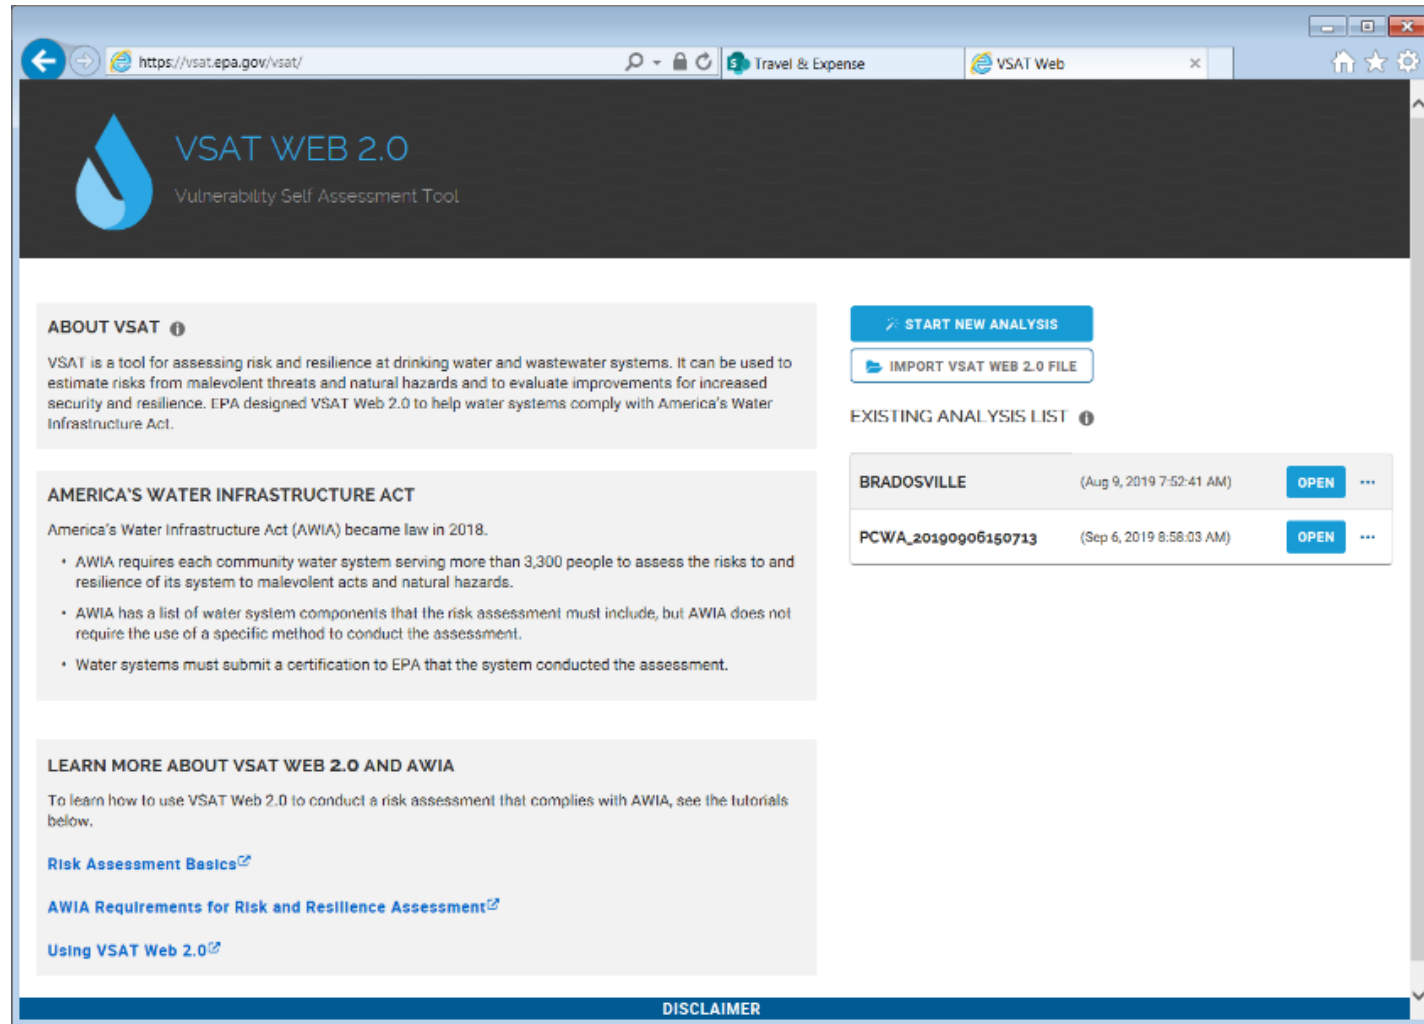 https://vsat.epa.gov/vsat/
Travel & Expense
VSAT Web
VSAT WEB 2.0
Vulnerability Self Assessment Tool
ABOUT VSAT
VSAT is a tool for assessing risk and resilience at drinking water and wastewater systems. It can be used to
estimate risks from malevolent threats and natural hazards and to evaluate improvements for increased
security and resilience. EPA designed VSAT Web 2.0 to help water systems comply with America's Water
Infrastructure Act.
AMERICA'S WATER INFRASTRUCTURE ACT
America's Water Infrastructure Act (AWIA) became law in 2018.
• AWIA requires each community water system serving more than 3,300 people to assess the risks to and
resilience of its system to malevolent acts and natural hazards.
• AWIA has a list of water system components that the risk assessment must include, but AWIA does not
require the use of a specific method to conduct the assessment.
• Water systems must submit a certification to EPA that the system conducted the assessment.
LEARN MORE ABOUT VSAT WEB 2.0 AND AWIA
To learn how to use VSAT Web 2.0 to conduct a risk assessment that complies with AWIA, see the tutorials
below.
Risk Assessment Basics
AWIA Requirements for Risk and Resilience Assessment
Using VSAT Web 2.0
START NEW ANALYSIS
IMPORT VSAT WEB 2.0 FILE
EXISTING ANALYSIS LIST
BRADOSVILLE (Aug 9, 2019 7:52:41 AM) OPEN ...
PCWA_20190906150713 (Sep 6, 2019 8:58:03 AM) OPEN ...
DISCLAIMER